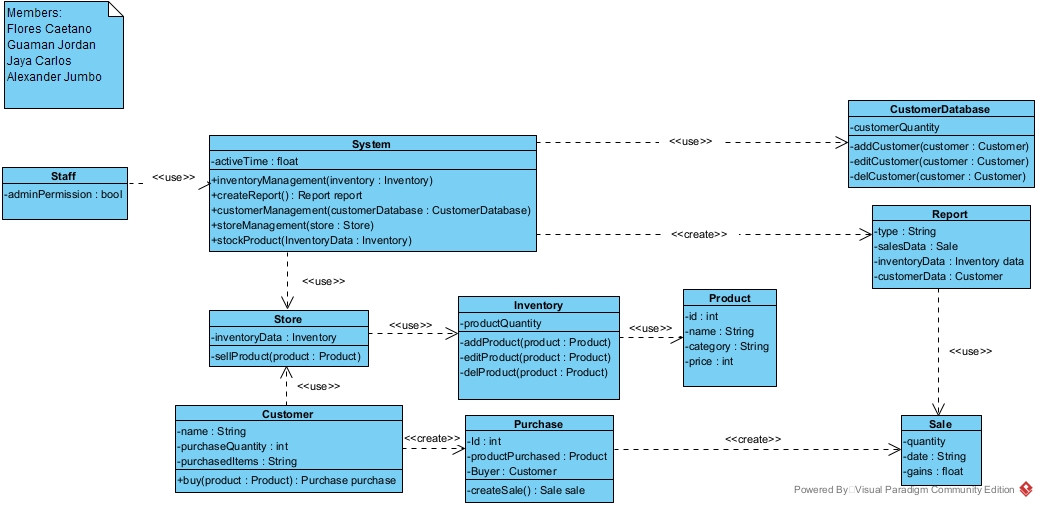 Members:
Flores Caetano
Guaman Jordan
Jaya Carlos
Alexander Jumbo
CustomerDatabase
-customerQuantity
-addCustomer(customer : Customer)
-editCustomer(customer : Customer)
-delCustomer(customer : Customer)
System
-activeTime : float
+inventoryManagement(inventory : Inventory)
+createReport() : Report report
+customerManagement(customerDatabase : CustomerDatabase)
+storeManagement(store : Store)
+stockProduct(InventoryData : Inventory)
<<use>>
Staff
-adminPermission : bool
<<use>>
Report
-type : String
-salesData : Sale
-inventoryData : Inventory data
-customerData : Customer
<<create>>
<<use>>
Store
-inventoryData : Inventory
-sellProduct(product : Product)
<<use>>
Inventory
-productQuantity
-addProduct(product : Product)
-editProduct(product : Product)
-delProduct(product : Product)
<<use>>
Product
-id : int
-name : String
-category : String
-price : int
<<use>>
<<use>>
Customer
-name : String
-purchaseQuantity : int
-purchasedItems : String
+buy(product : Product) : Purchase purchase
<<create>>
Purchase
-Id : int
-productPurchased : Product
-Buyer : Customer
-createSale() : Sale sale
<<create>>
Sale
-quantity
-date : String
-gains : float
Powered By Visual Paradigm Community Edition